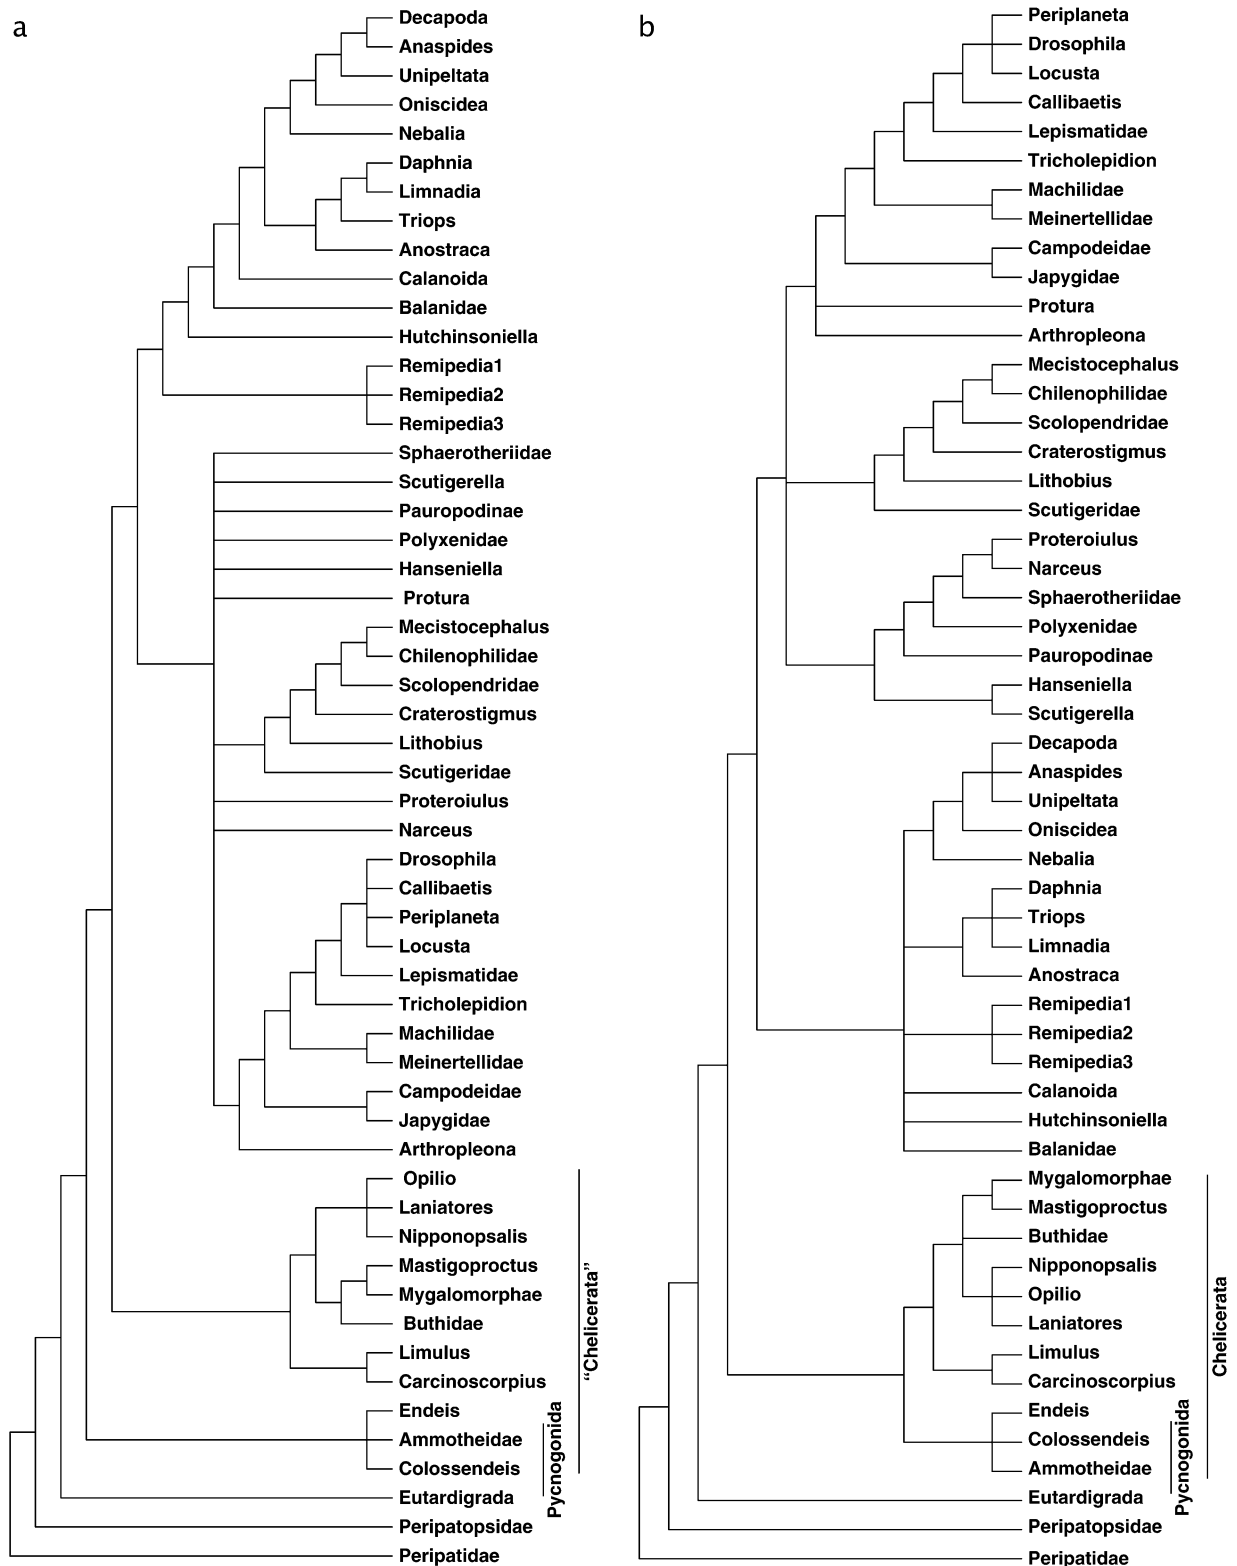 a
Decapoda
Anaspides
Unipeltata
Oniscidea
Nebalia
Daphnia
Limnadia
Triops
Anostraca
Calanoida
Balanidae
Hutchinsoniella
Remipedia1
Remipedia2
Remipedia3
Sphaerotheriidae
Scutigerella
Pauropodinae
Polyxenidae
Hanseniella
Protura
Mecistocephalus
Chilenophilidae
Scolopendridae
Craterostigmus
Lithobius
Scutigeridae
Proteroiulus
Narceus
Drosophila
Callibaetis
Periplaneta
Locusta
Lepismatidae
Tricholepidion
Machilidae
Meinertellidae
Campodeidae
Japygidae
Arthropleona
Opilio
Laniatores
Nipponopsalis
Mastigoproctus
Mygalomorphae
Buthidae
Limulus
Carcinoscorpius
Endeis
Ammotheidae
Colossendeis
Eutardigrada
Peripatopsidae
Peripatidae
Pycnogonida
“Chelicerata”
b
Periplaneta
Drosophila
Locusta
Callibaetis
Lepismatidae
Tricholepidion
Machilidae
Meinertellidae
Campodeidae
Japygidae
Protura
Arthropleona
Mecistocephalus
Chilenophilidae
Scolopendridae
Craterostigmus
Lithobius
Scutigeridae
Proteroiulus
Narceus
Sphaerotheriidae
Polyxenidae
Pauropodinae
Hanseniella
Scutigerella
Decapoda
Anaspides
Unipeltata
Oniscidea
Nebalia
Daphnia
Triops
Limnadia
Anostraca
Remipedia1
Remipedia2
Remipedia3
Calanoida
Hutchinsoniella
Balanidae
Mygalomorphae
Mastigoproctus
Buthidae
Nipponopsalis
Opilio
Laniatores
Limulus
Carcinoscorpius
Endeis
Colossendeis
Ammotheidae
Eutardigrada
Peripatopsidae
Peripatidae
Pycnogonida
Chelicerata